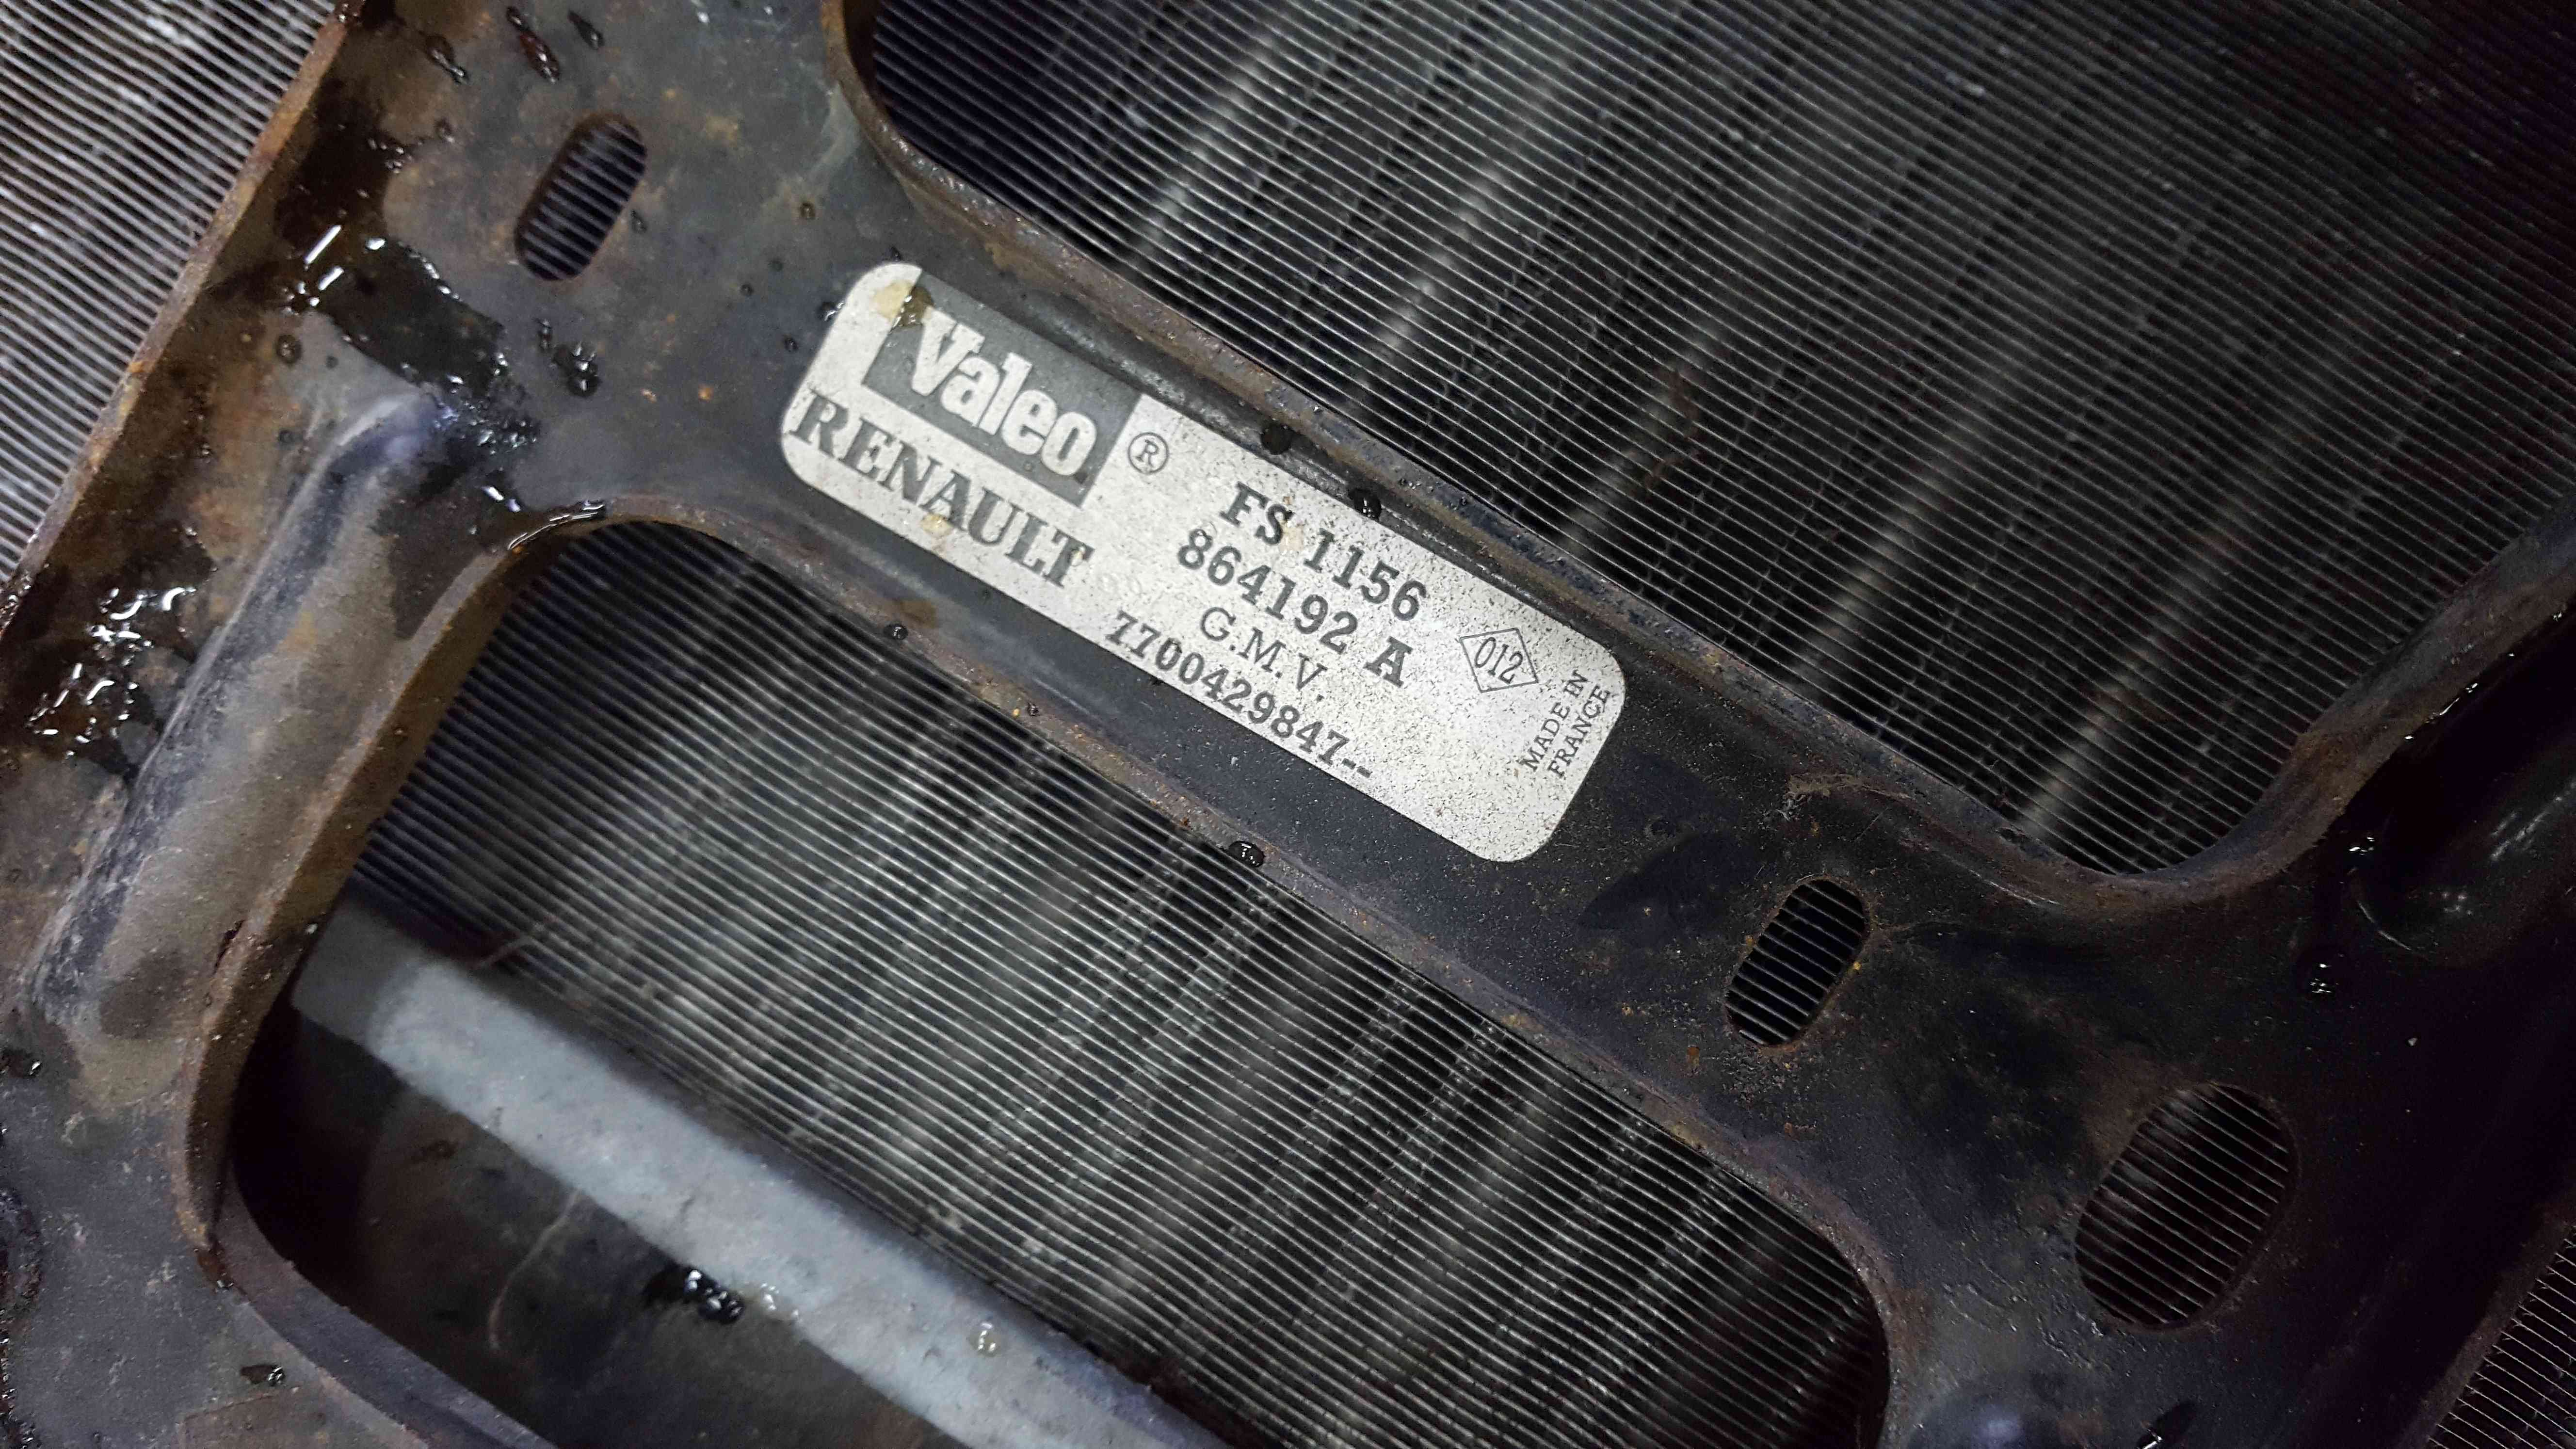 Valeo ®
RENAULT
FS 1156
864192 A
G.M.V.
7700429847--
012
MADE IN
FRANCE